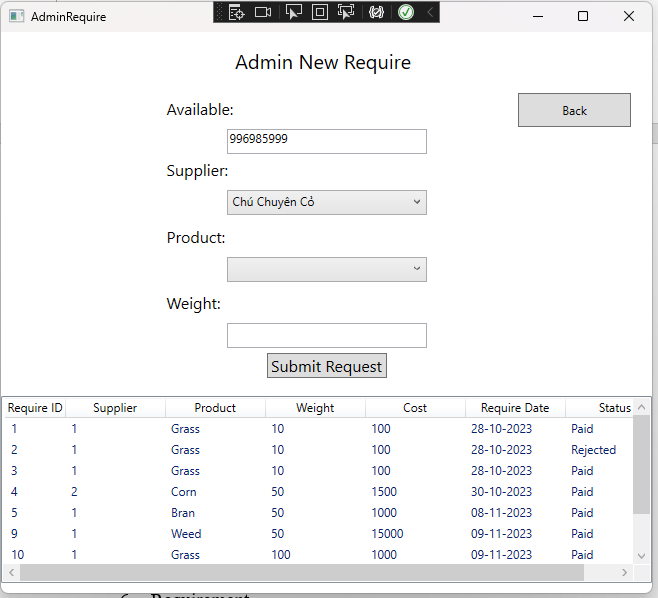 AdminRequire
Admin New Require
Available:
Back
996985999
Supplier:
Chú Chuyên Cỏ
Product:
Weight:
Submit Request
Require ID Supplier Product Weight Cost Require Date Status
1 1 Grass 10 100 28-10-2023 Paid
2 1 Grass 10 100 28-10-2023 Rejected
3 1 Grass 10 100 28-10-2023 Paid
4 2 Corn 50 1500 30-10-2023 Paid
5 1 Bran 50 1000 08-11-2023 Paid
9 1 Weed 50 15000 09-11-2023 Paid
10 1 Grass 100 1000 09-11-2023 Paid
Requirement